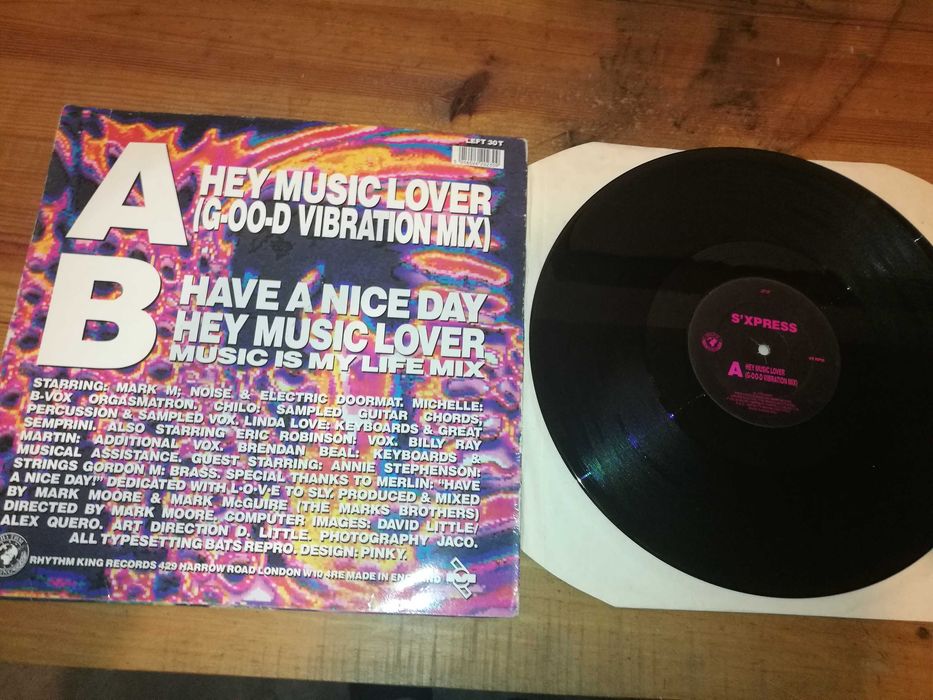 LEFT 30T
A
HEY MUSIC LOVER
(G-OO-D VIBRATION MIX)
B
HAVE A NICE DAY
HEY MUSIC LOVER
MUSIC IS MY LIFE MIX
STARRING: MARK M; NOISE & ELECTRIC DOORMAT. MICHELLE:
B-VOX ORGASMATRON. CHILO: SAMPLED GUITAR CHORDS,
PERCUSSION & SAMPLED VOX. LINDA LOVE: KEYBOARDS & GREAT
SEMPRINI. ALSO STARRING ERIC ROBINSON: VOX. BILLY RAY
MARTIN: ADDITIONAL VOX. BRENDAN BEAL: KEYBOARDS &
MUSICAL ASSISTANCE. GUEST STARRING: ANNIE STEPHENSON:
STRINGS GORDON M: BRASS. SPECIAL THANKS TO MERLIN: "HAVE
A NICE DAY!" DEDICATED WITH L·O·V·E TO SLY. PRODUCED & MIXED
BY MARK MOORE & MARK McGUIRE (THE MARKS BROTHERS)
DIRECTED BY MARK MOORE. COMPUTER IMAGES: DAVID LITTLE/
ALEX QUERO. ART DIRECTION D. LITTLE. PHOTOGRAPHY JACO.
ALL TYPESETTING BATS REPRO. DESIGN: PINKY.
RHYTHM KING RECORDS 429 HARROW ROAD LONDON W10 4RE MADE IN ENGLAND
S'XPRESS
45 RPM
A HEY MUSIC LOVER
(G-OO-D VIBRATION MIX)